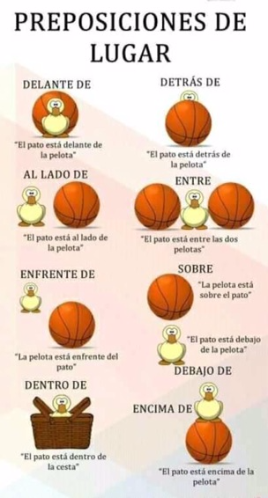 PREPOSICIONES DE
LUGAR
DELANTE DE
"El pato está delante de
la pelota"
DETRÁS DE
"El pato está detrás de
la pelota"
AL LADO DE
"El pato está al lado de
la pelota"
ENTRE
"El pato está entre las dos
pelotas"
ENFRENTE DE
"La pelota está enfrente del
pato"
SOBRE
"La pelota está
sobre el pato"
"El pato está debajo
de la pelota"
DEBAJO DE
DENTRO DE
"El pato está dentro de
la cesta"
ENCIMA DE
"El pato está encima de la
pelota"